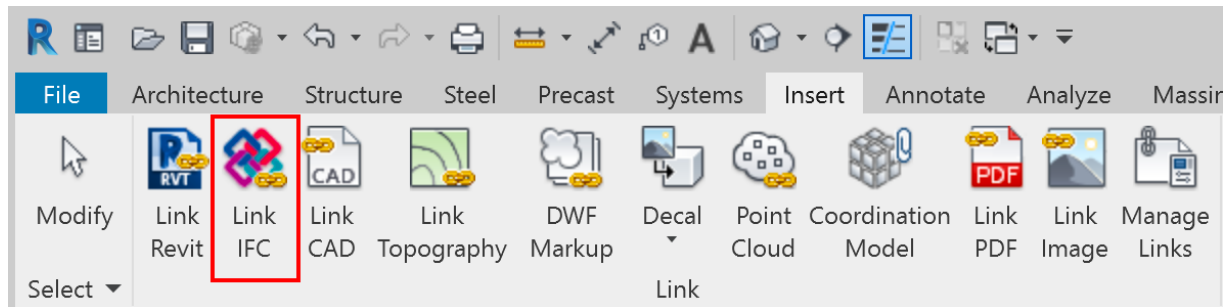 R
1
A
File Architecture Structure Steel Precast Systems Insert Annotate Analyze Massin
R
RVT
CAD
PDF
Modify Link Link Link Link DWF Decal Point Coordination Link Link Manage
Revit IFC CAD Topography Markup Cloud Model PDF Image Links
Select Link